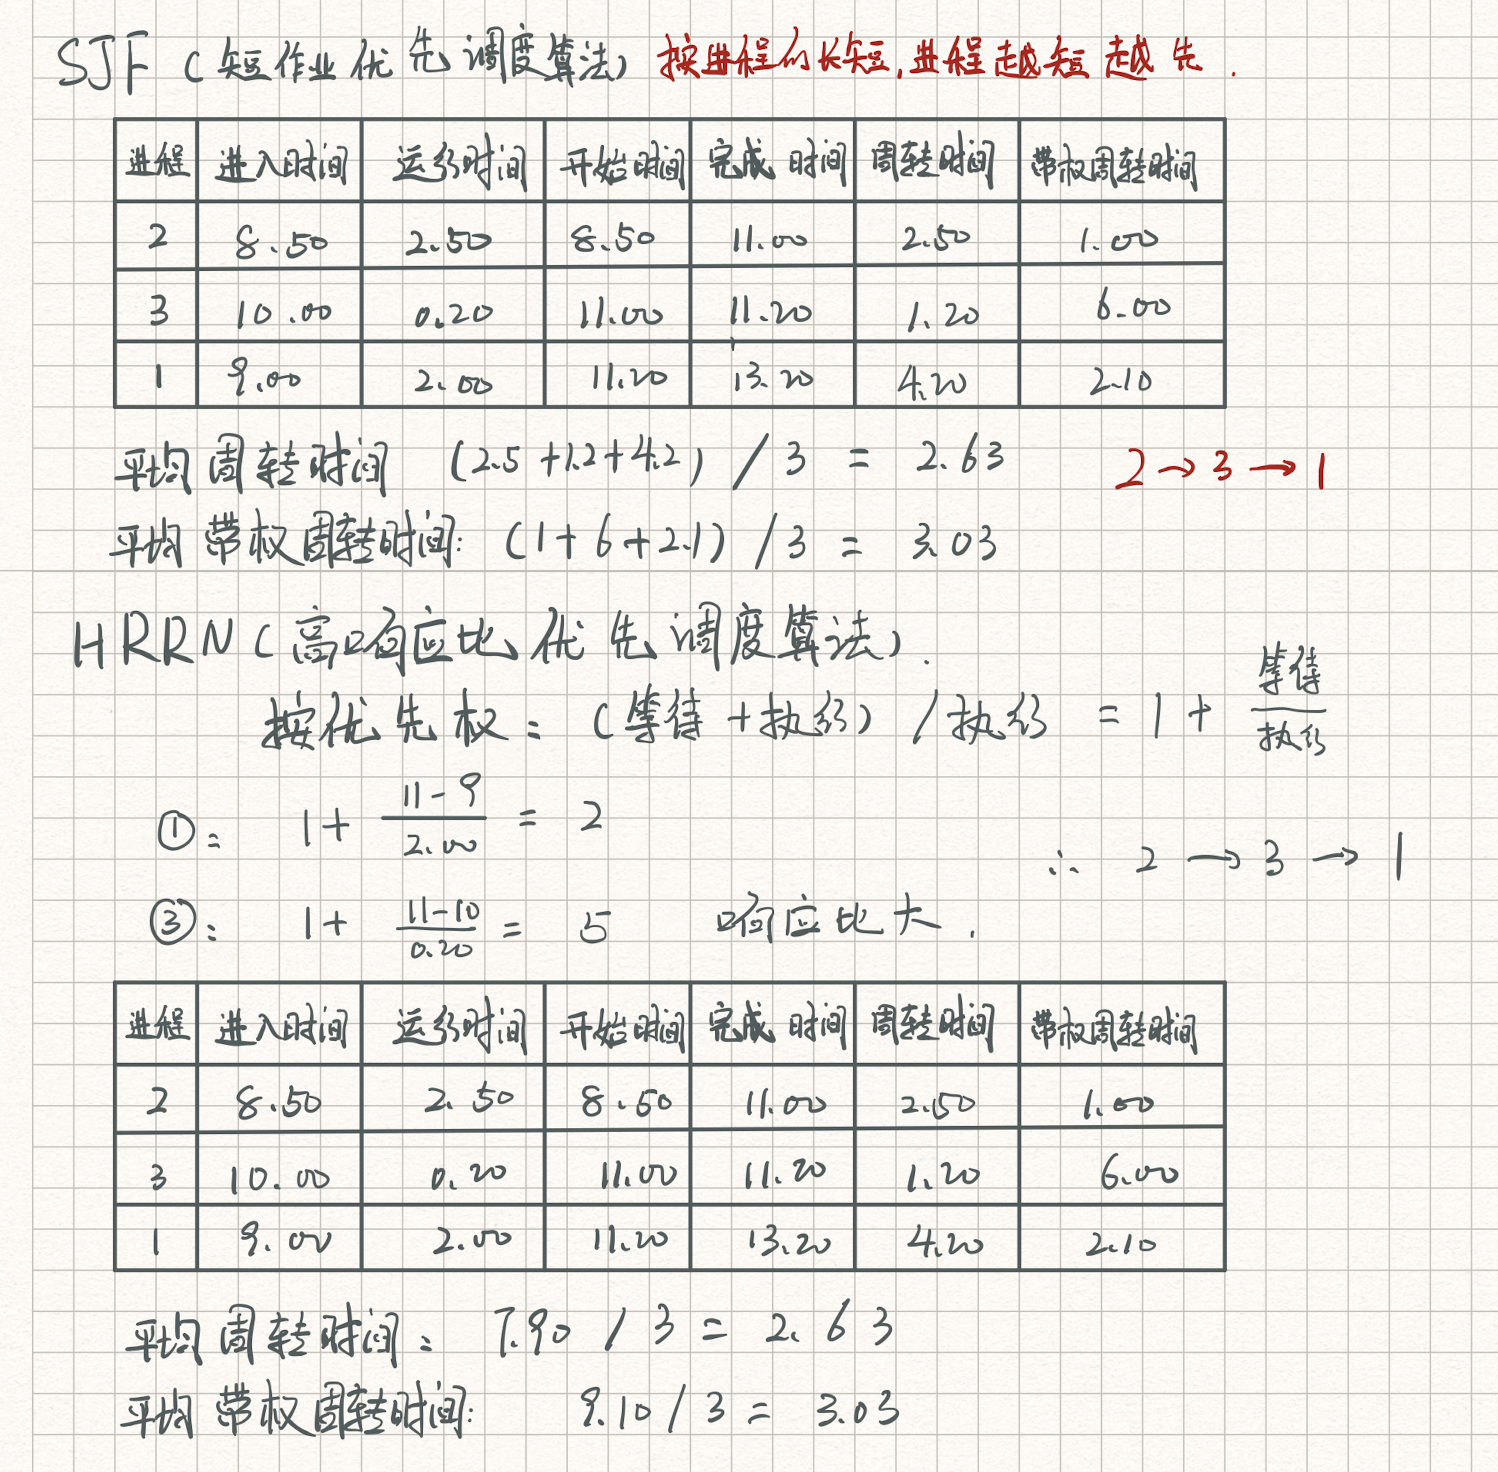 SJF（短作业优先调度算法） 按进程的长短,进程越短越先.
进程 进入时间 运行时间 开始时间 完成时间 周转时间 带权周转时间
2 8.50 2.50 8.50 11.00 2.50 1.00
3 10.00 0.20 11.00 11.20 1.20 6.00
1 9.00 2.00 11.20 13.20 4.20 2.10
平均周转时间 (2.5+1.2+4.2) / 3 = 2.63 2→3→1
平均带权周转时间: (1+6+2.1) / 3 = 3.03
HRRN（高响应比优先调度算法）.
按优先权: (等待+执行) / 执行 = 1 + 等待/执行
①: 1+ (11-9)/2.00 = 2
∴ 2→3→1
③: 1+ (11-10)/0.20 = 5 响应比大.
进程 进入时间 运行时间 开始时间 完成时间 周转时间 带权周转时间
2 8.50 2.50 8.50 11.00 2.50 1.00
3 10.00 0.20 11.00 11.20 1.20 6.00
1 9.00 2.00 11.20 13.20 4.20 2.10
平均周转时间: 7.90 / 3 = 2.63
平均带权周转时间: 9.10 / 3 = 3.03